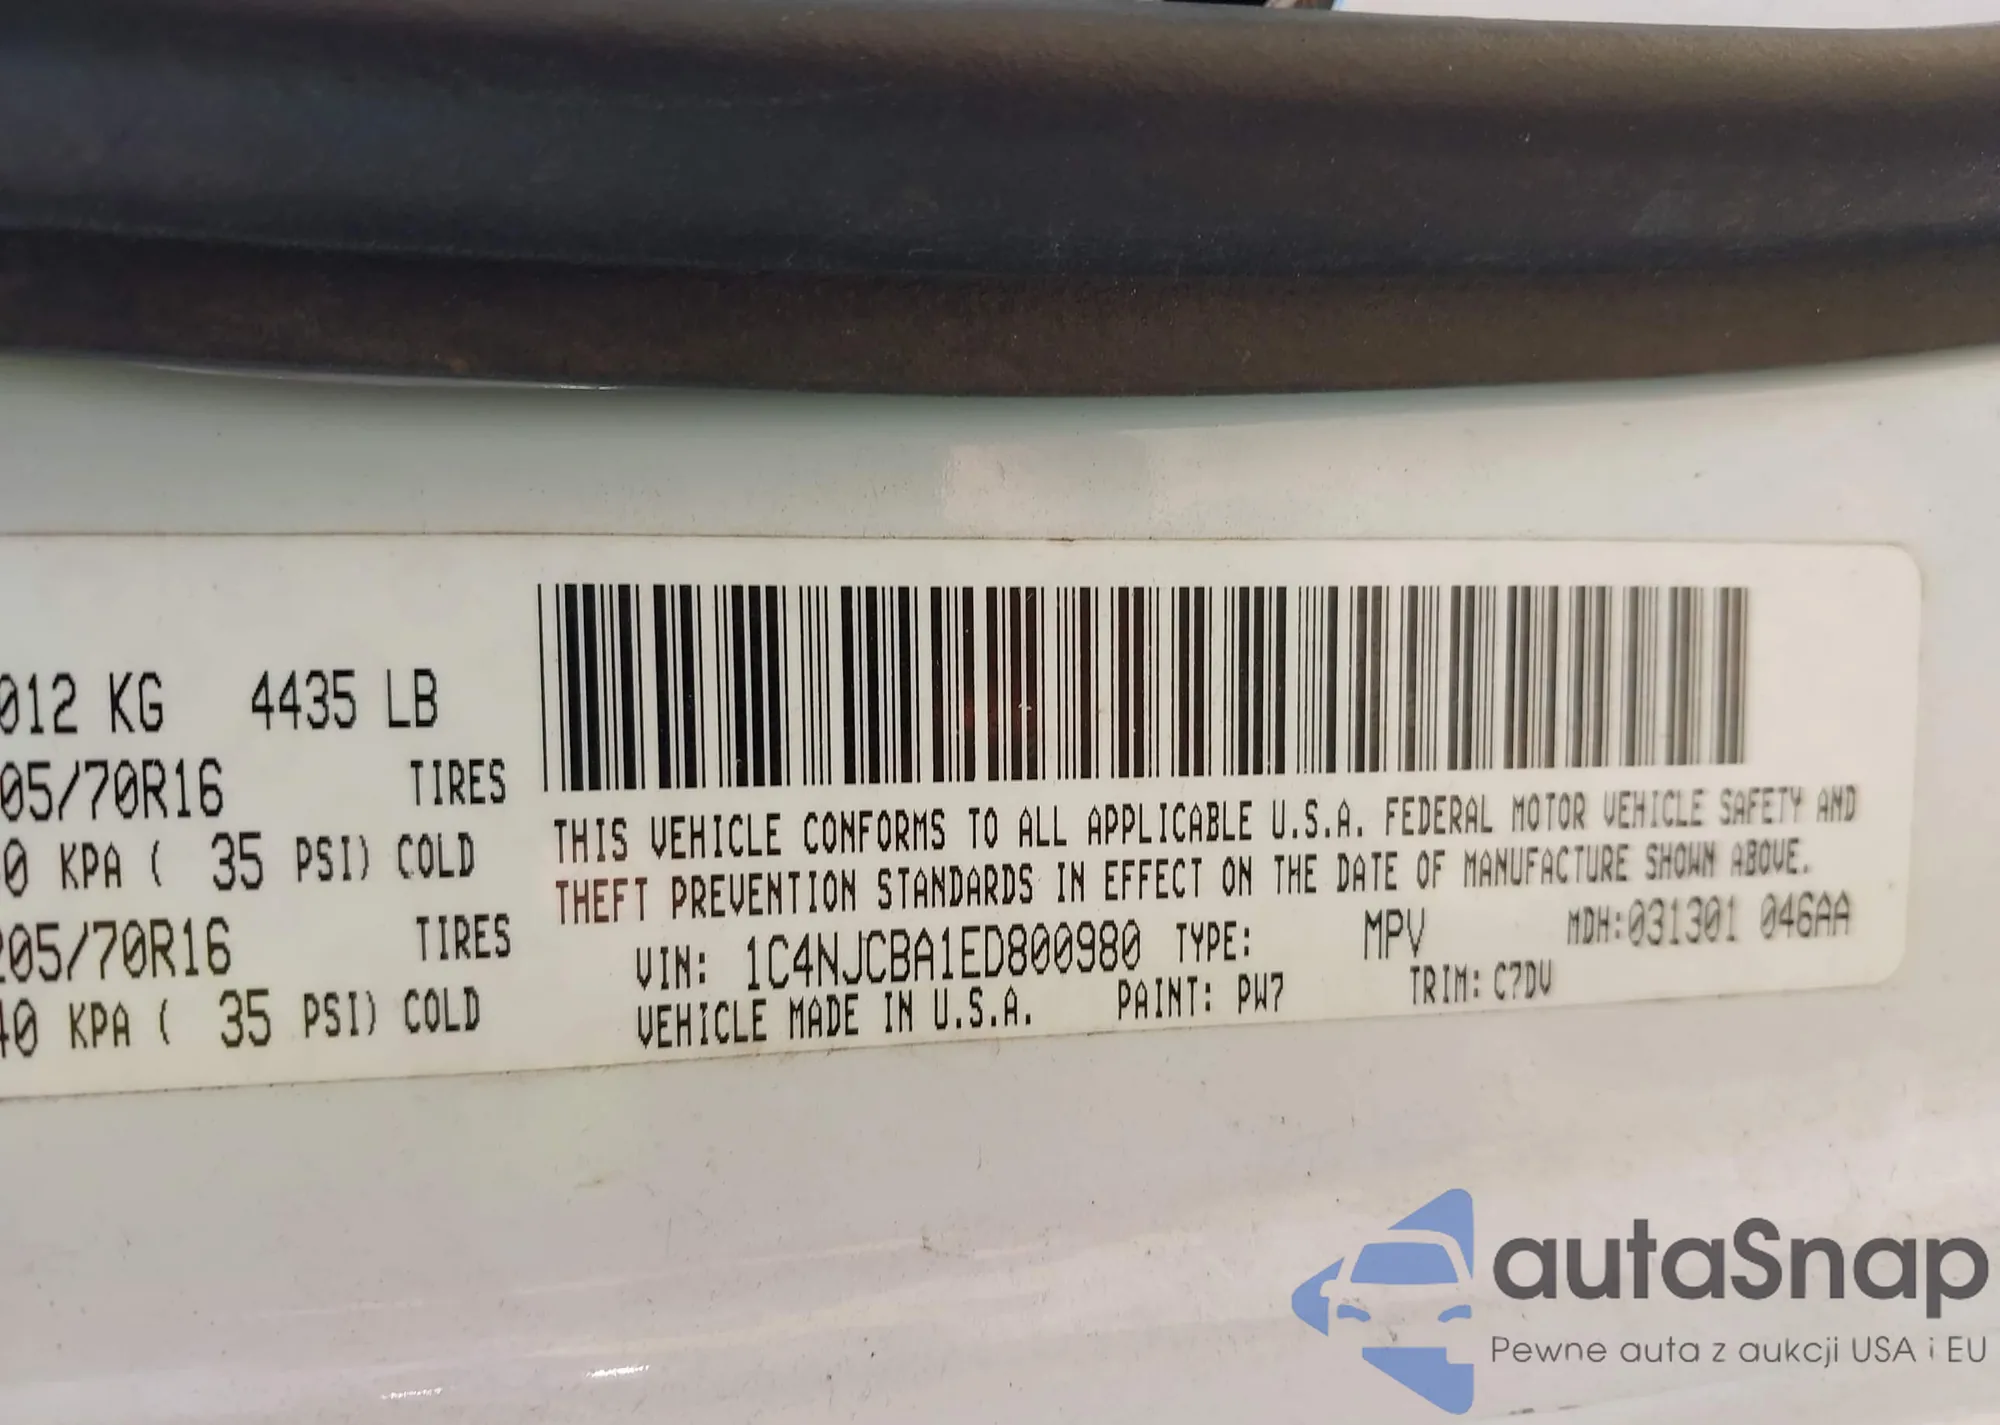 012 KG 4435 LB
05/70R16 TIRES
0 KPA ( 35 PSI) COLD
205/70R16 TIRES
40 KPA ( 35 PSI) COLD
THIS VEHICLE CONFORMS TO ALL APPLICABLE U.S.A. FEDERAL MOTOR VEHICLE SAFETY AND
THEFT PREVENTION STANDARDS IN EFFECT ON THE DATE OF MANUFACTURE SHOWN ABOVE.
VIN: 1C4NJCBA1ED800980 TYPE: MPV MDH:031301 046AA
VEHICLE MADE IN U.S.A. PAINT: PW7 TRIM: C7DV
autaSnap
Pewne auta z aukcji USA i EU